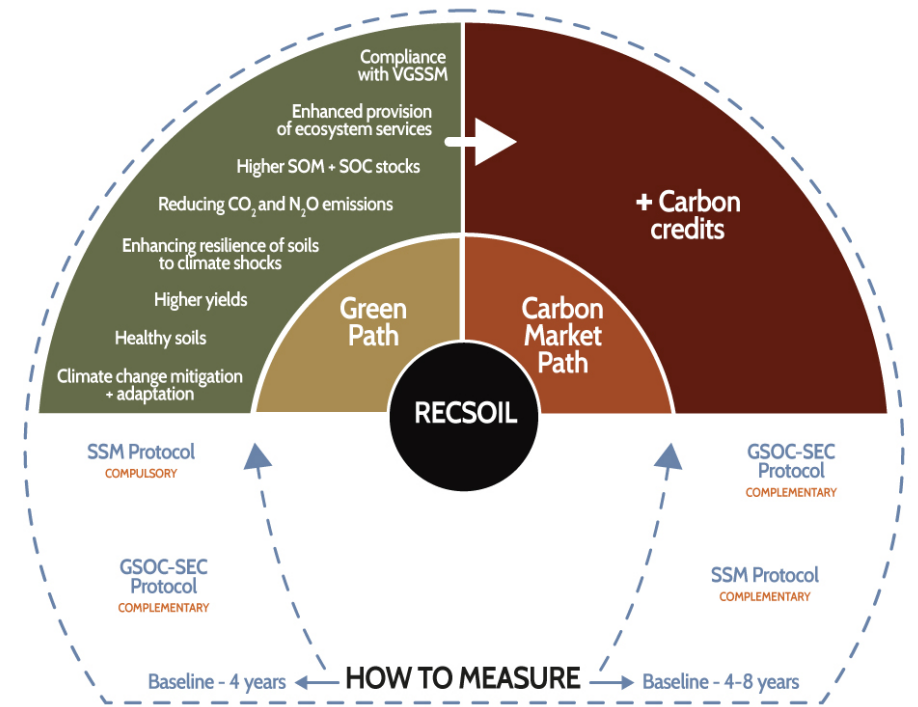 Compliance
with VGSSM
Enhanced provision
of ecosystem services
Higher SOM + SOC stocks
Reducing CO₂ and N₂O emissions
Enhancing resilience of soils
to climate shocks
Higher yields
Healthy soils
Climate change mitigation
+ adaptation
+ Carbon
credits
Green
Path
Carbon
Market
Path
RECSOIL
SSM Protocol
COMPULSORY
GSOC-SEC
Protocol
COMPLEMENTARY
GSOC-SEC
Protocol
COMPLEMENTARY
SSM Protocol
COMPLEMENTARY
Baseline - 4 years
HOW TO MEASURE
Baseline - 4-8 years